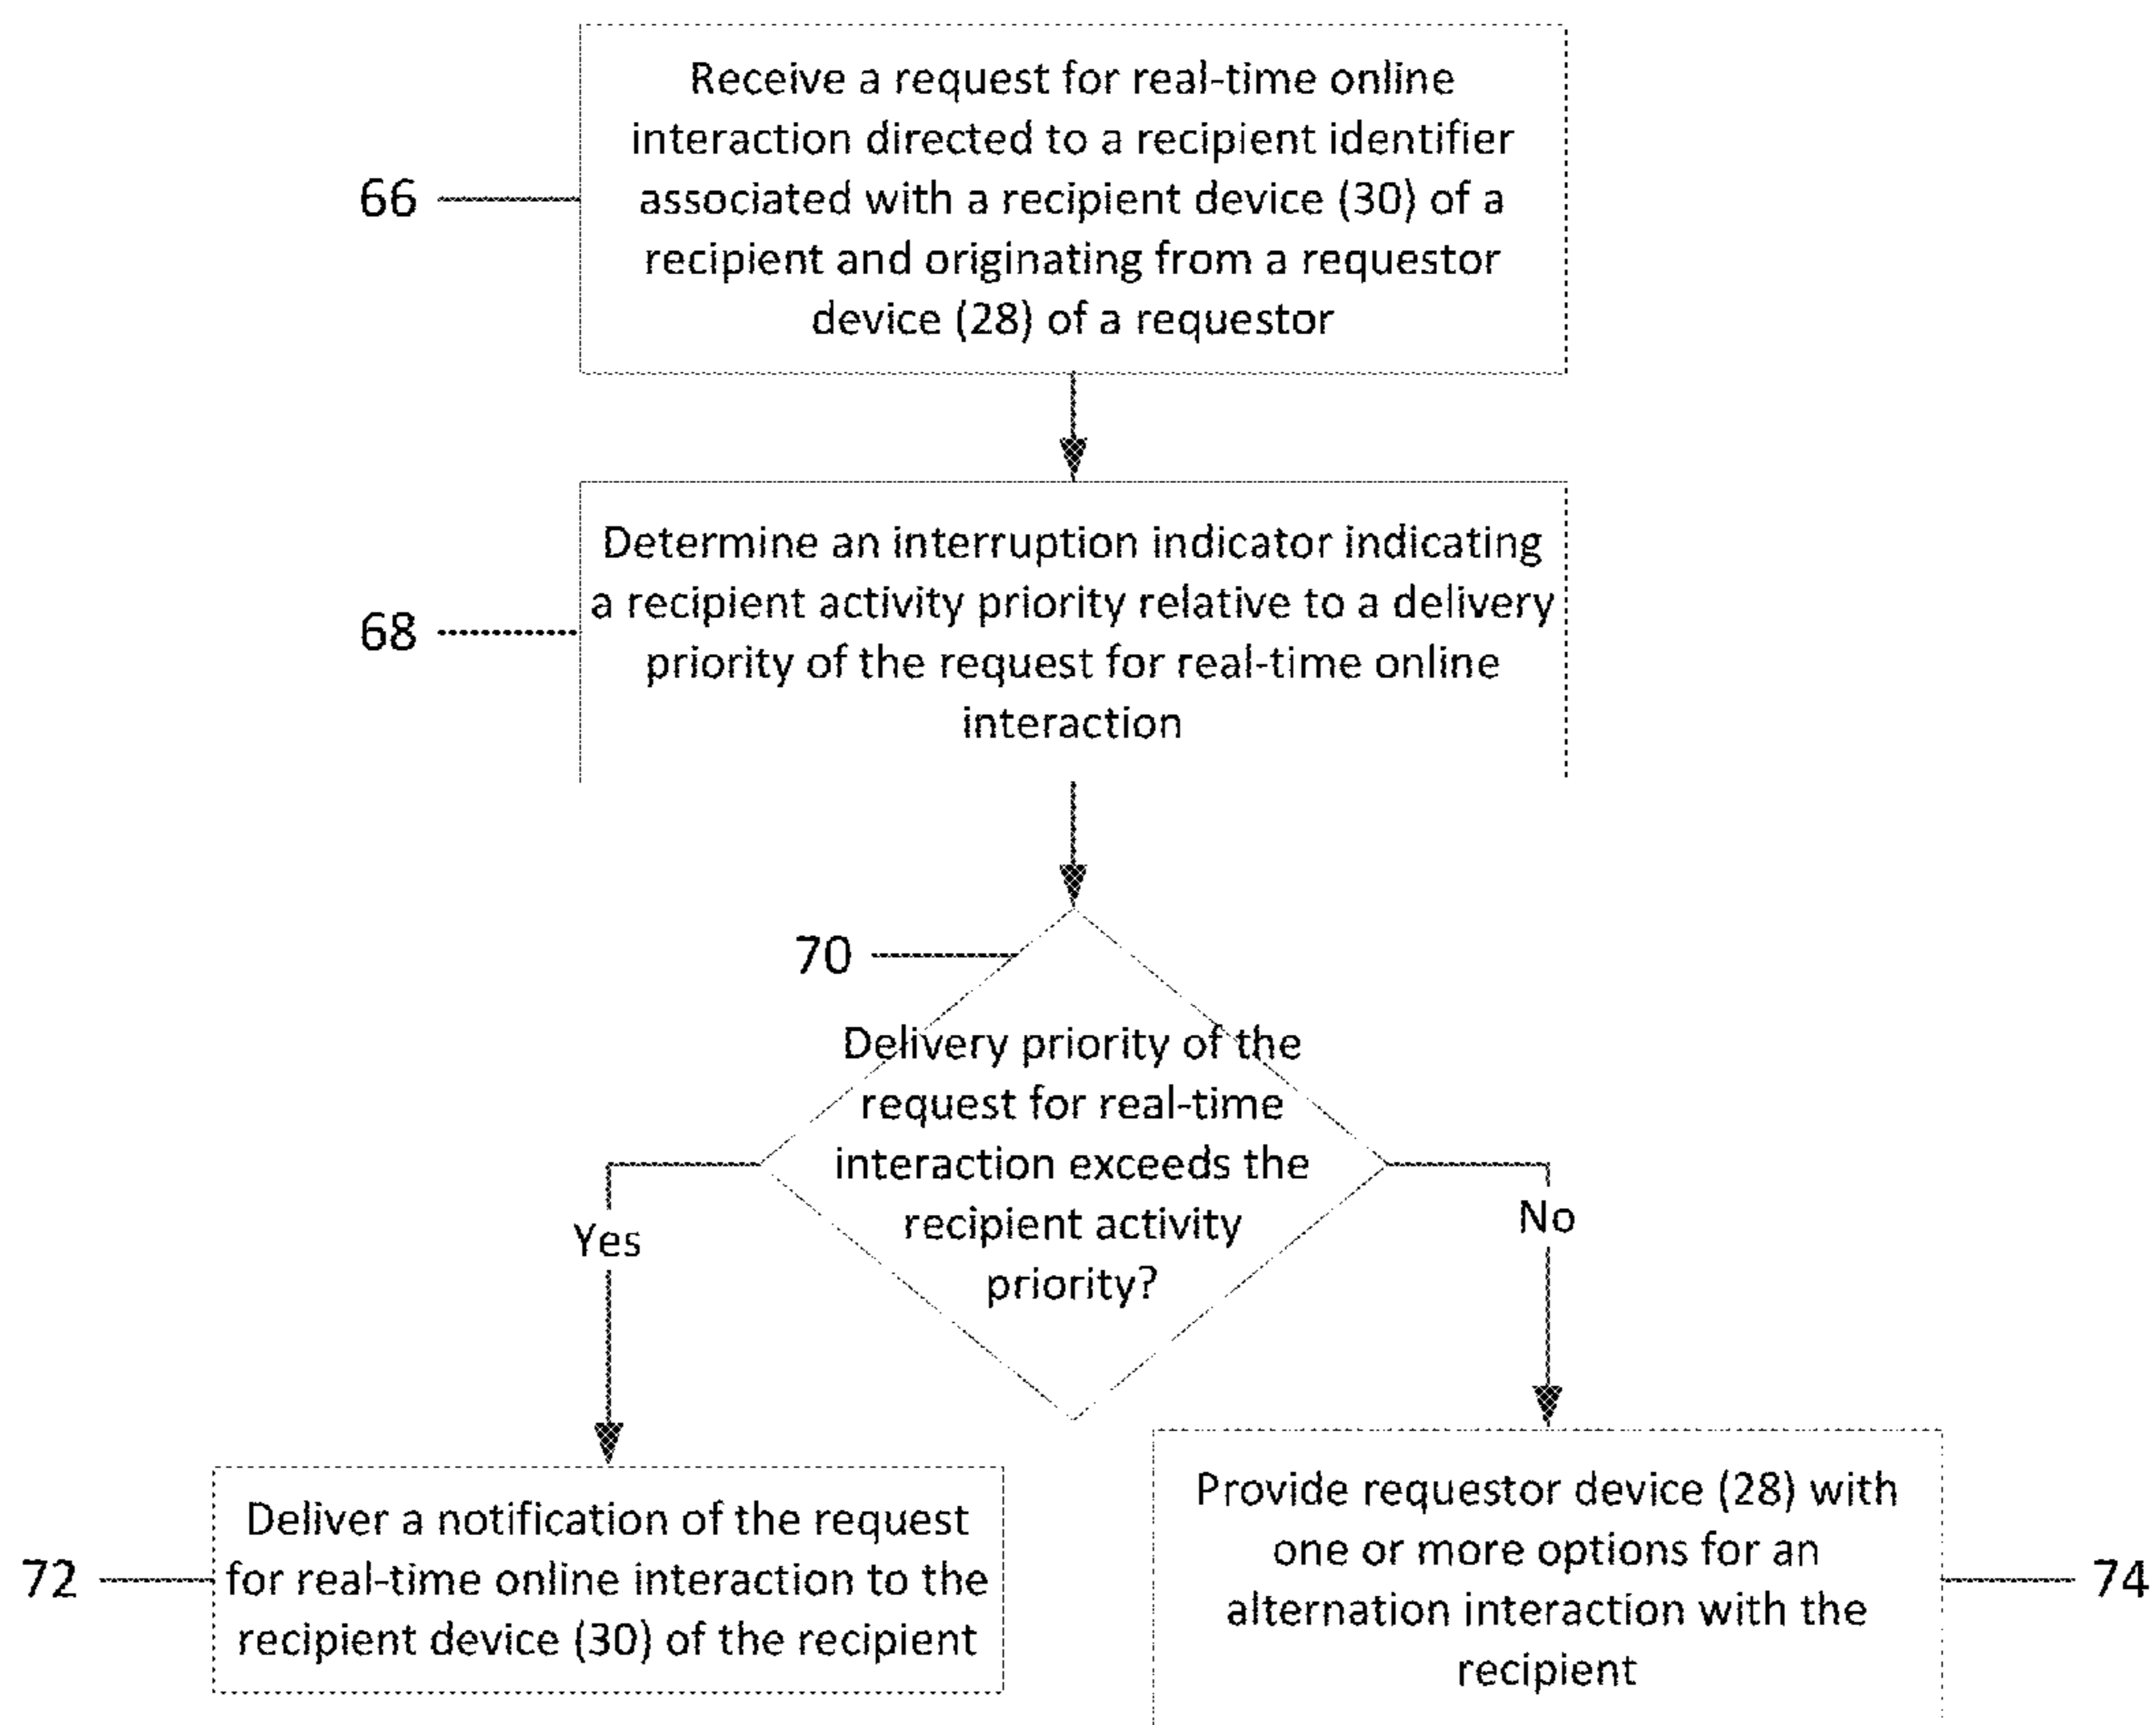 Receive a request for real-time online
interaction directed to a recipient identifier
66
associated with a recipient device (30) of a
recipient and originating from a requestor
device (28) of a requestor
Determine an interruption indicator indicating
a recipient activity priority relative to a delivery
68
priority of the request for real-time online
interaction
70
Delivery priority of the
request for real-time
interaction exceeds the
recipient activity
priority?
Yes
No
Deliver a notification of the request
72
for real-time online interaction to the
recipient device (30) of the recipient
Provide requestor device (28) with
one or more options for an
74
alternation interaction with the
recipient